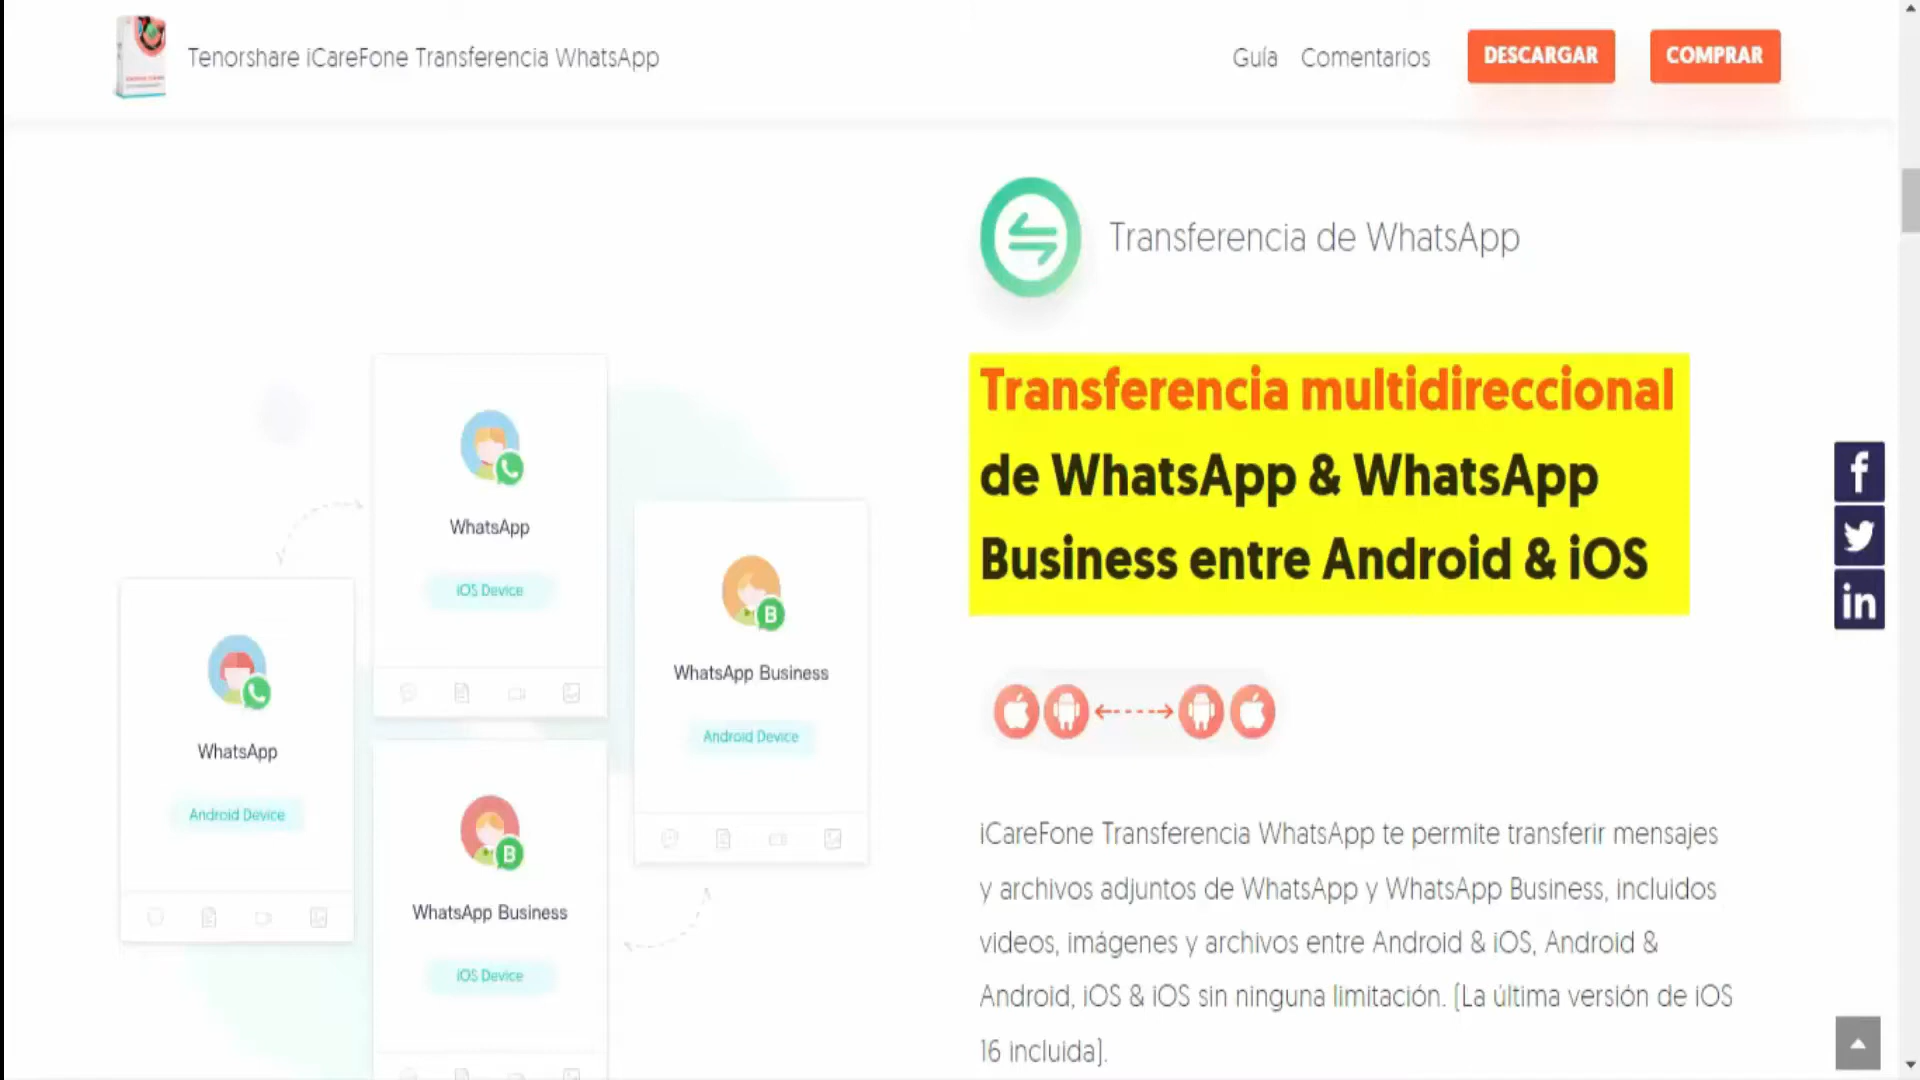 Tenorshare iCareFone Transferencia WhatsApp
Guía
Comentarios
DESCARGAR
COMPRAR
Transferencia de WhatsApp
Transferencia multidireccional
de WhatsApp & WhatsApp
Business entre Android & iOS
WhatsApp
iOS Device
WhatsApp Business
Android Device
WhatsApp
Android Device
WhatsApp Business
iOS Device
iCareFone Transferencia WhatsApp te permite transferir mensajes
y archivos adjuntos de WhatsApp y WhatsApp Business, incluidos
videos, imágenes y archivos entre Android & iOS, Android &
Android, iOS & iOS sin ninguna limitación. (La última versión de iOS
16 incluida).